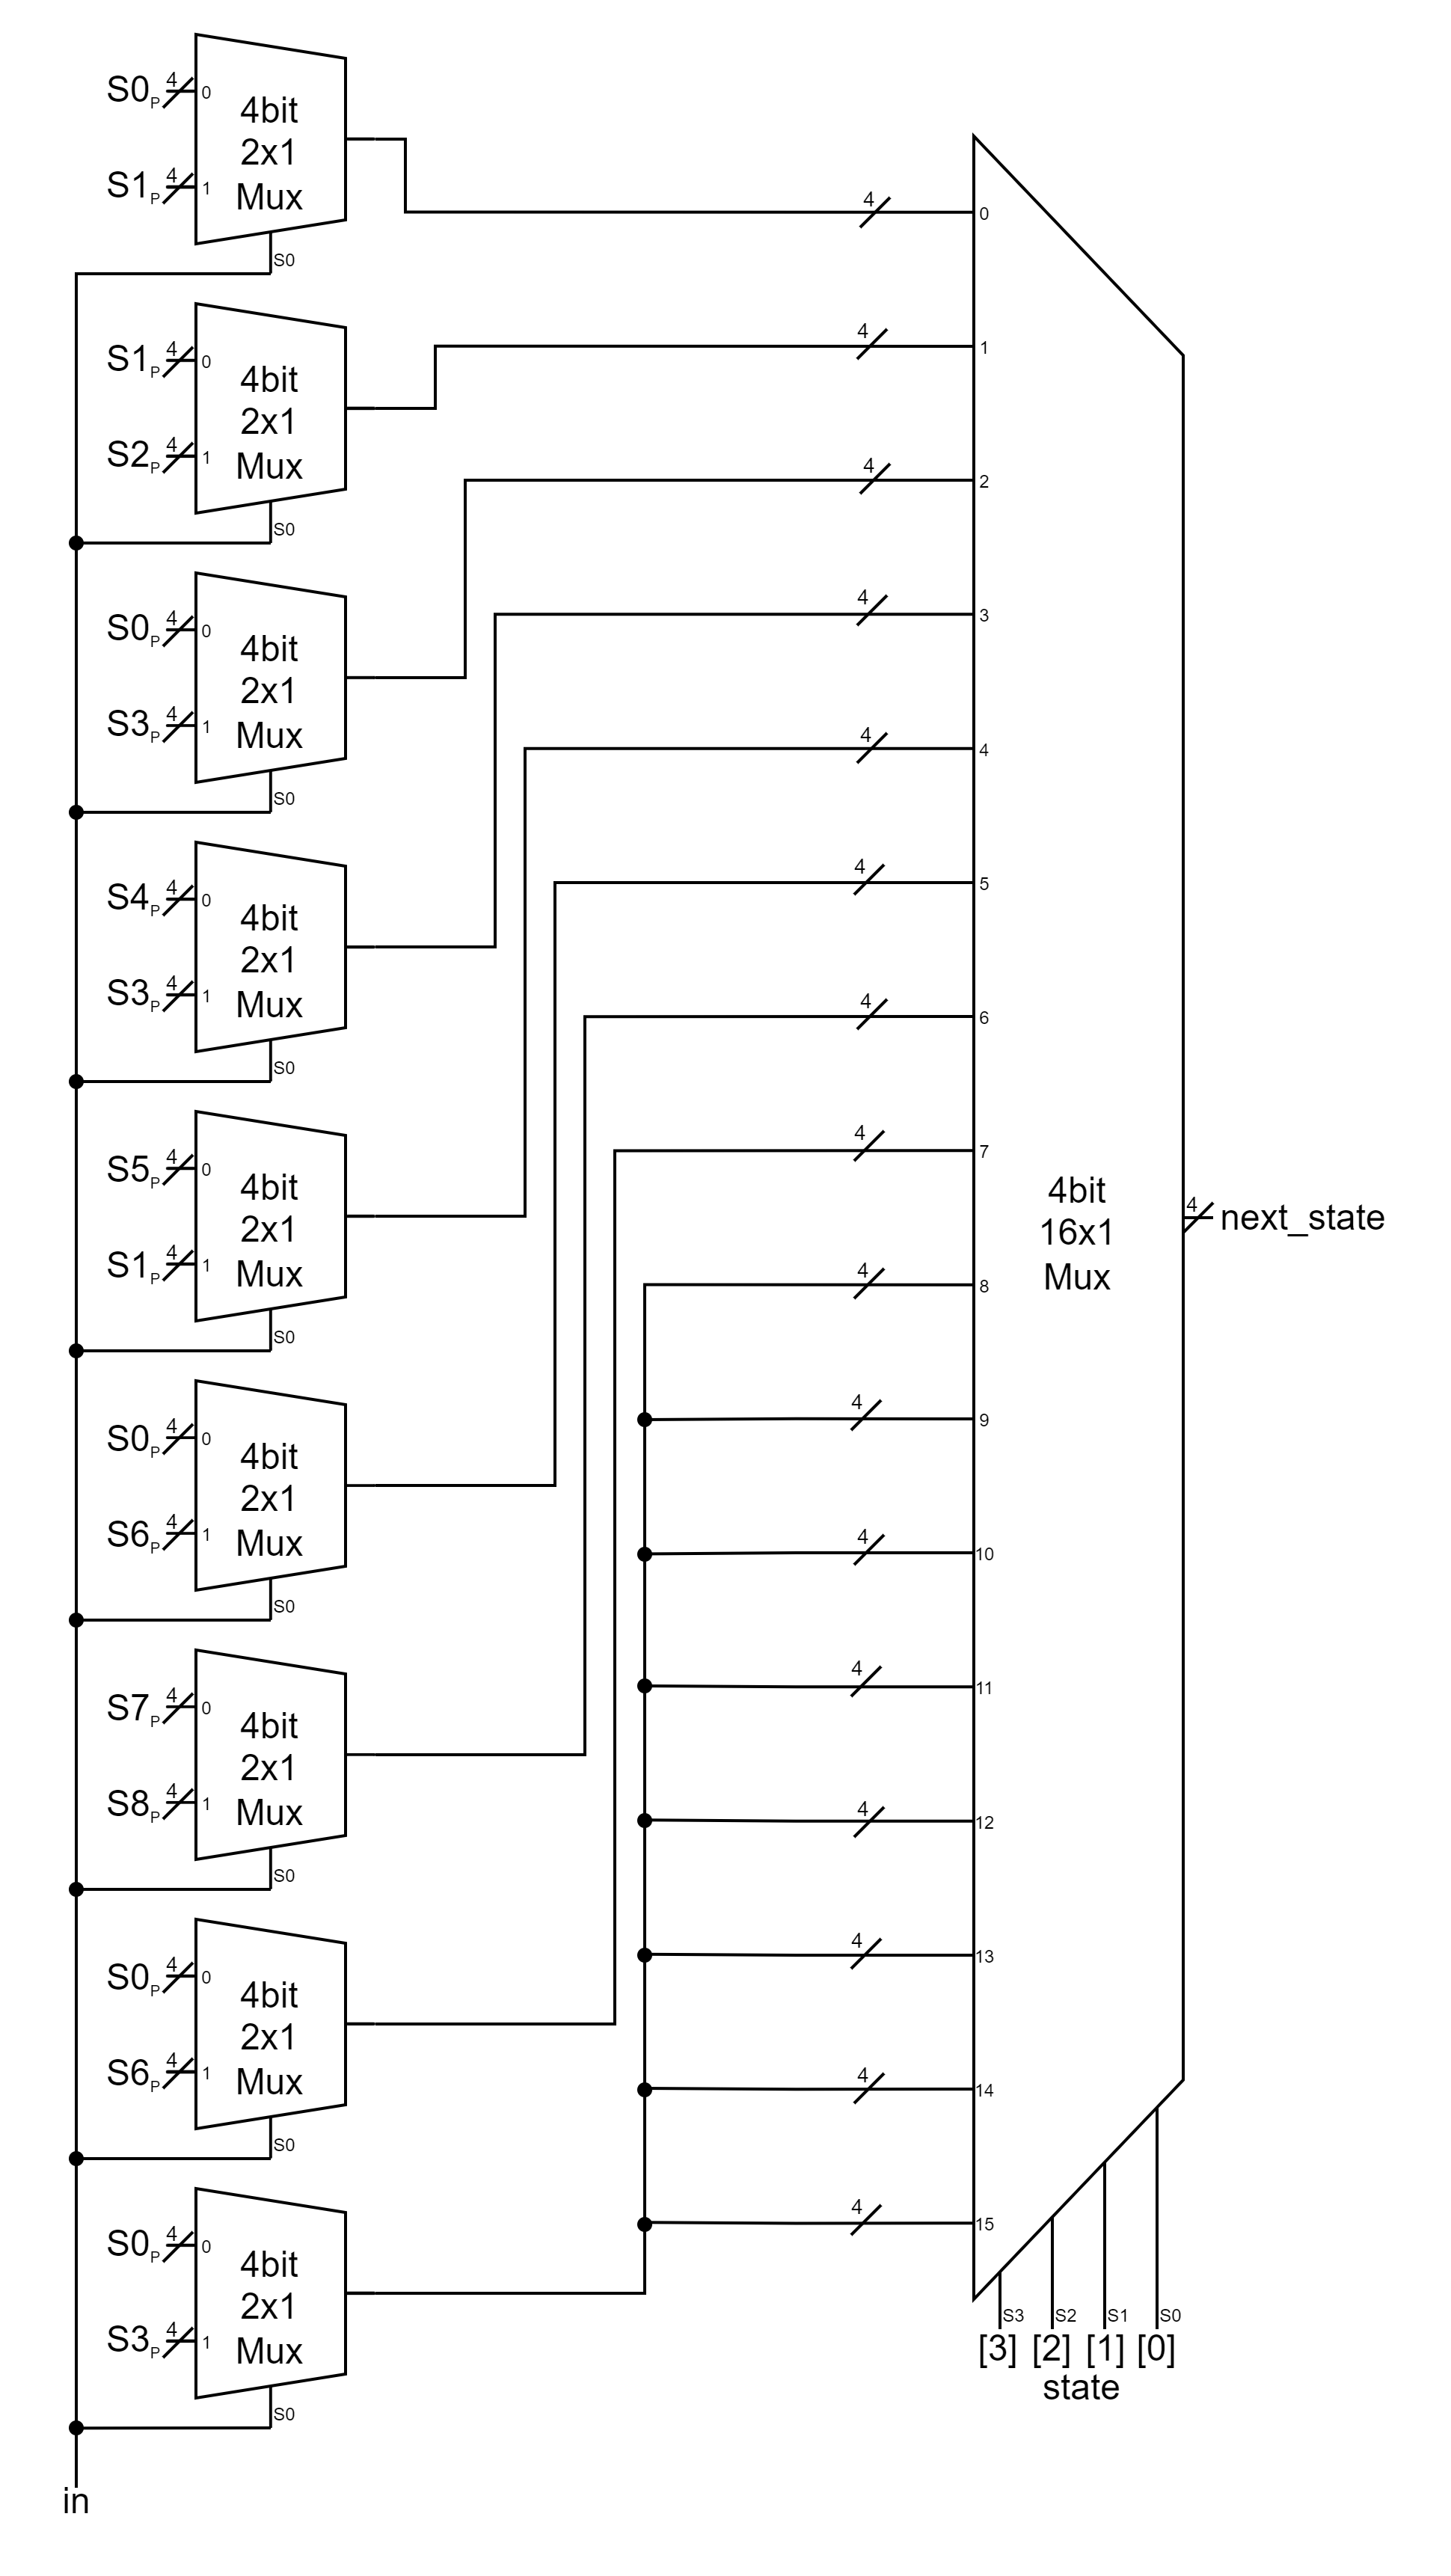 S0P 4 0
4bit
2x1
Mux
S1P 4 1
S0
S1P 4 0
4bit
2x1
Mux
S2P 4 1
S0
S0P 4 0
4bit
2x1
Mux
S3P 4 1
S0
S4P 4 0
4bit
2x1
Mux
S3P 4 1
S0
S5P 4 0
4bit
2x1
Mux
S1P 4 1
S0
S0P 4 0
4bit
2x1
Mux
S6P 4 1
S0
S7P 4 0
4bit
2x1
Mux
S8P 4 1
S0
S0P 4 0
4bit
2x1
Mux
S6P 4 1
S0
S0P 4 0
4bit
2x1
Mux
S3P 4 1
S0
in
4 0
4 1
4 2
4 3
4 4
4 5
4 6
4 7
4 8
4 9
4 10
4 11
4 12
4 13
4 14
4 15
4bit
16x1
Mux
4 next_state
S3 S2 S1 S0
[3] [2] [1] [0]
state